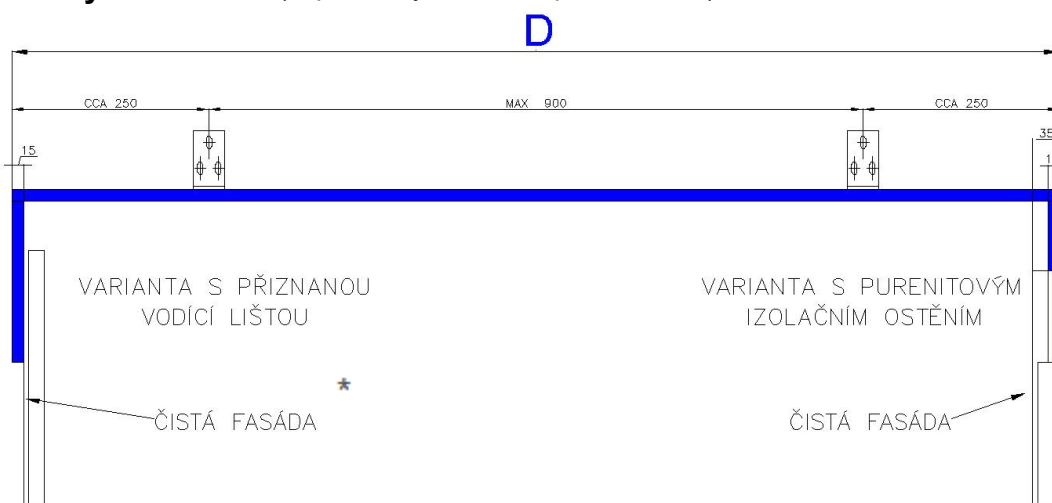 D
CCA 250
MAX 900
CCA 250
15
35
VARIANTA S PŘIZNANOU
VODÍCÍ LIŠTOU
VARIANTA S PURENITOVÝM
IZOLAČNÍM OSTĚNÍM
*
ČISTÁ FASÁDA
ČISTÁ FASÁDA